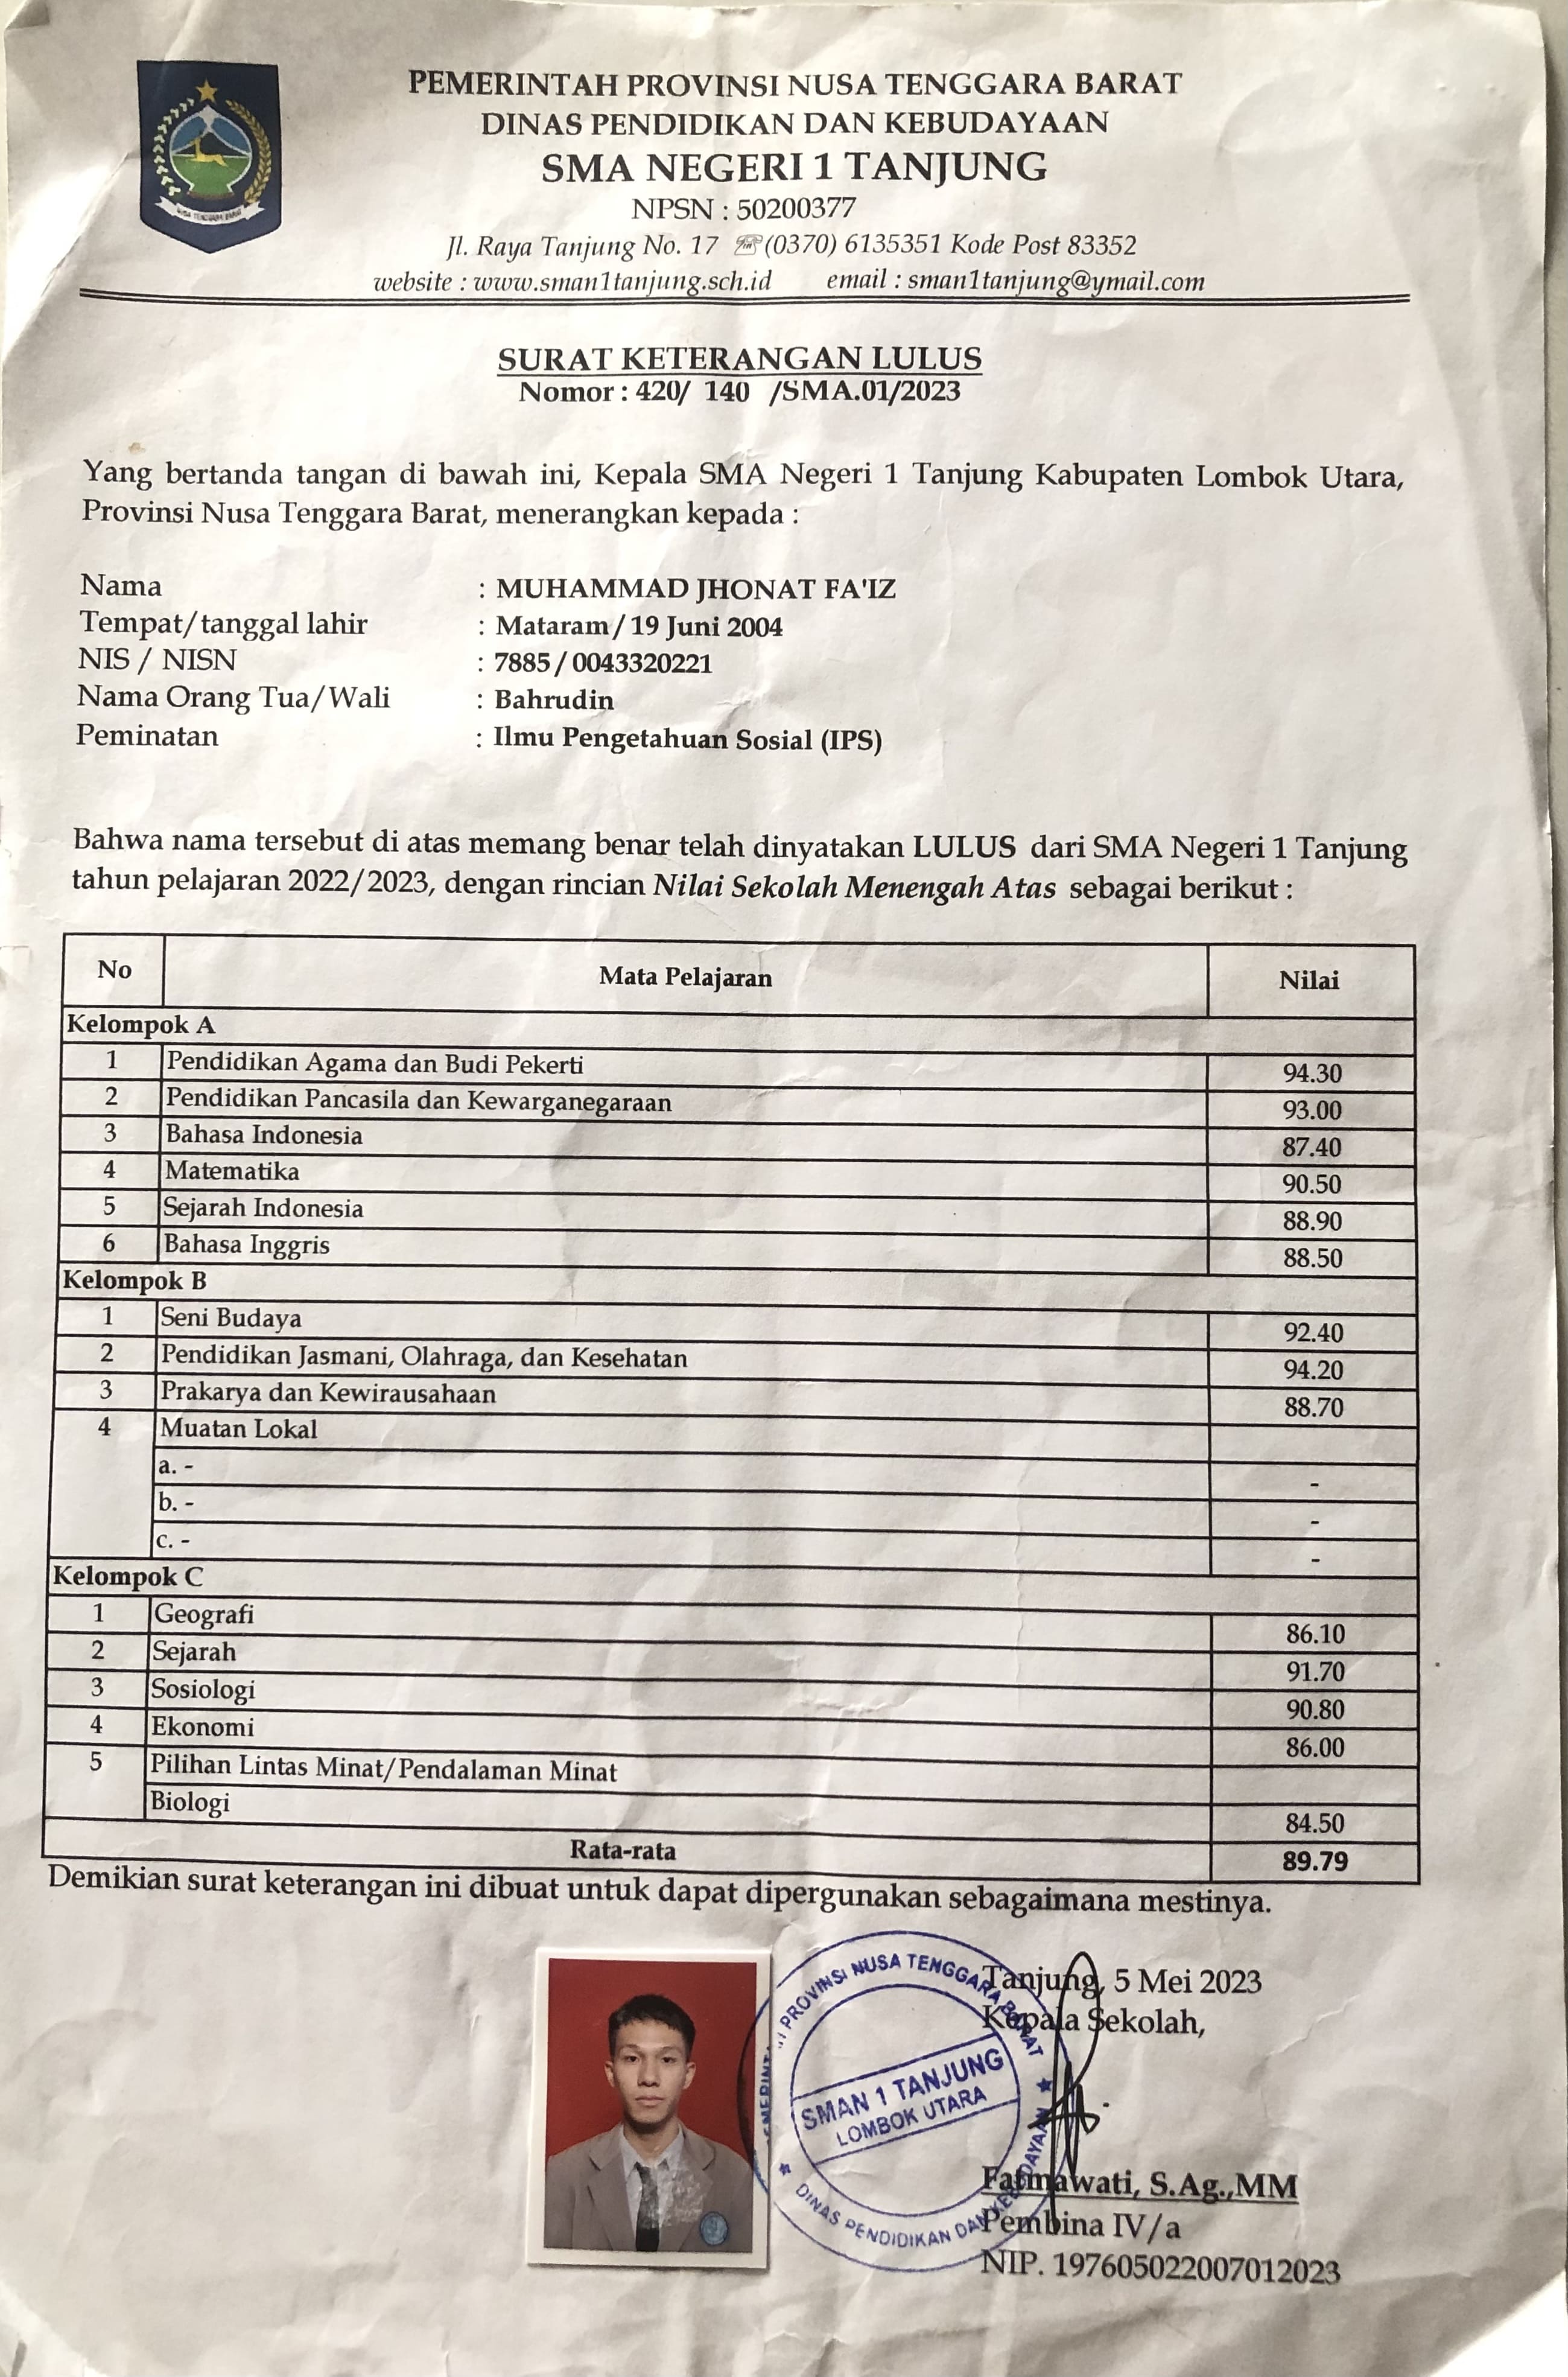 PEMERINTAH PROVINSI NUSA TENGGARA BARAT
DINAS PENDIDIKAN DAN KEBUDAYAAN
SMA NEGERI 1 TANJUNG
NPSN : 50200377
Jl. Raya Tanjung No. 17 ☏(0370) 6135351 Kode Post 83352
website : www.sman1tanjung.sch.id email : sman1tanjung@ymail.com
NUSA TENGGARA BARAT
SURAT KETERANGAN LULUS
Nomor : 420/ 140 /SMA.01/2023
Yang bertanda tangan di bawah ini, Kepala SMA Negeri 1 Tanjung Kabupaten Lombok Utara,
Provinsi Nusa Tenggara Barat, menerangkan kepada :
Nama : MUHAMMAD JHONAT FA'IZ
Tempat/tanggal lahir : Mataram/ 19 Juni 2004
NIS / NISN : 7885 / 0043320221
Nama Orang Tua/Wali : Bahrudin
Peminatan : Ilmu Pengetahuan Sosial (IPS)
Bahwa nama tersebut di atas memang benar telah dinyatakan LULUS dari SMA Negeri 1 Tanjung
tahun pelajaran 2022/2023, dengan rincian Nilai Sekolah Menengah Atas sebagai berikut :
No Mata Pelajaran Nilai
Kelompok A
1 Pendidikan Agama dan Budi Pekerti 94.30
2 Pendidikan Pancasila dan Kewarganegaraan 93.00
3 Bahasa Indonesia 87.40
4 Matematika 90.50
5 Sejarah Indonesia 88.90
6 Bahasa Inggris 88.50
Kelompok B
1 Seni Budaya 92.40
2 Pendidikan Jasmani, Olahraga, dan Kesehatan 94.20
3 Prakarya dan Kewirausahaan 88.70
4 Muatan Lokal
a. - -
b. - -
c. - -
Kelompok C
1 Geografi 86.10
2 Sejarah 91.70
3 Sosiologi 90.80
4 Ekonomi 86.00
5 Pilihan Lintas Minat/Pendalaman Minat
Biologi 84.50
Rata-rata 89.79
Demikian surat keterangan ini dibuat untuk dapat dipergunakan sebagaimana mestinya.
Tanjung, 5 Mei 2023
Kepala Sekolah,
PROVINSI NUSA TENGGARA BARAT
SMAN 1 TANJUNG
LOMBOK UTARA
DINAS PENDIDIKAN DAN KEBUDAYAAN
Fatmawati, S.Ag.,MM
Pembina IV/a
NIP. 197605022007012023